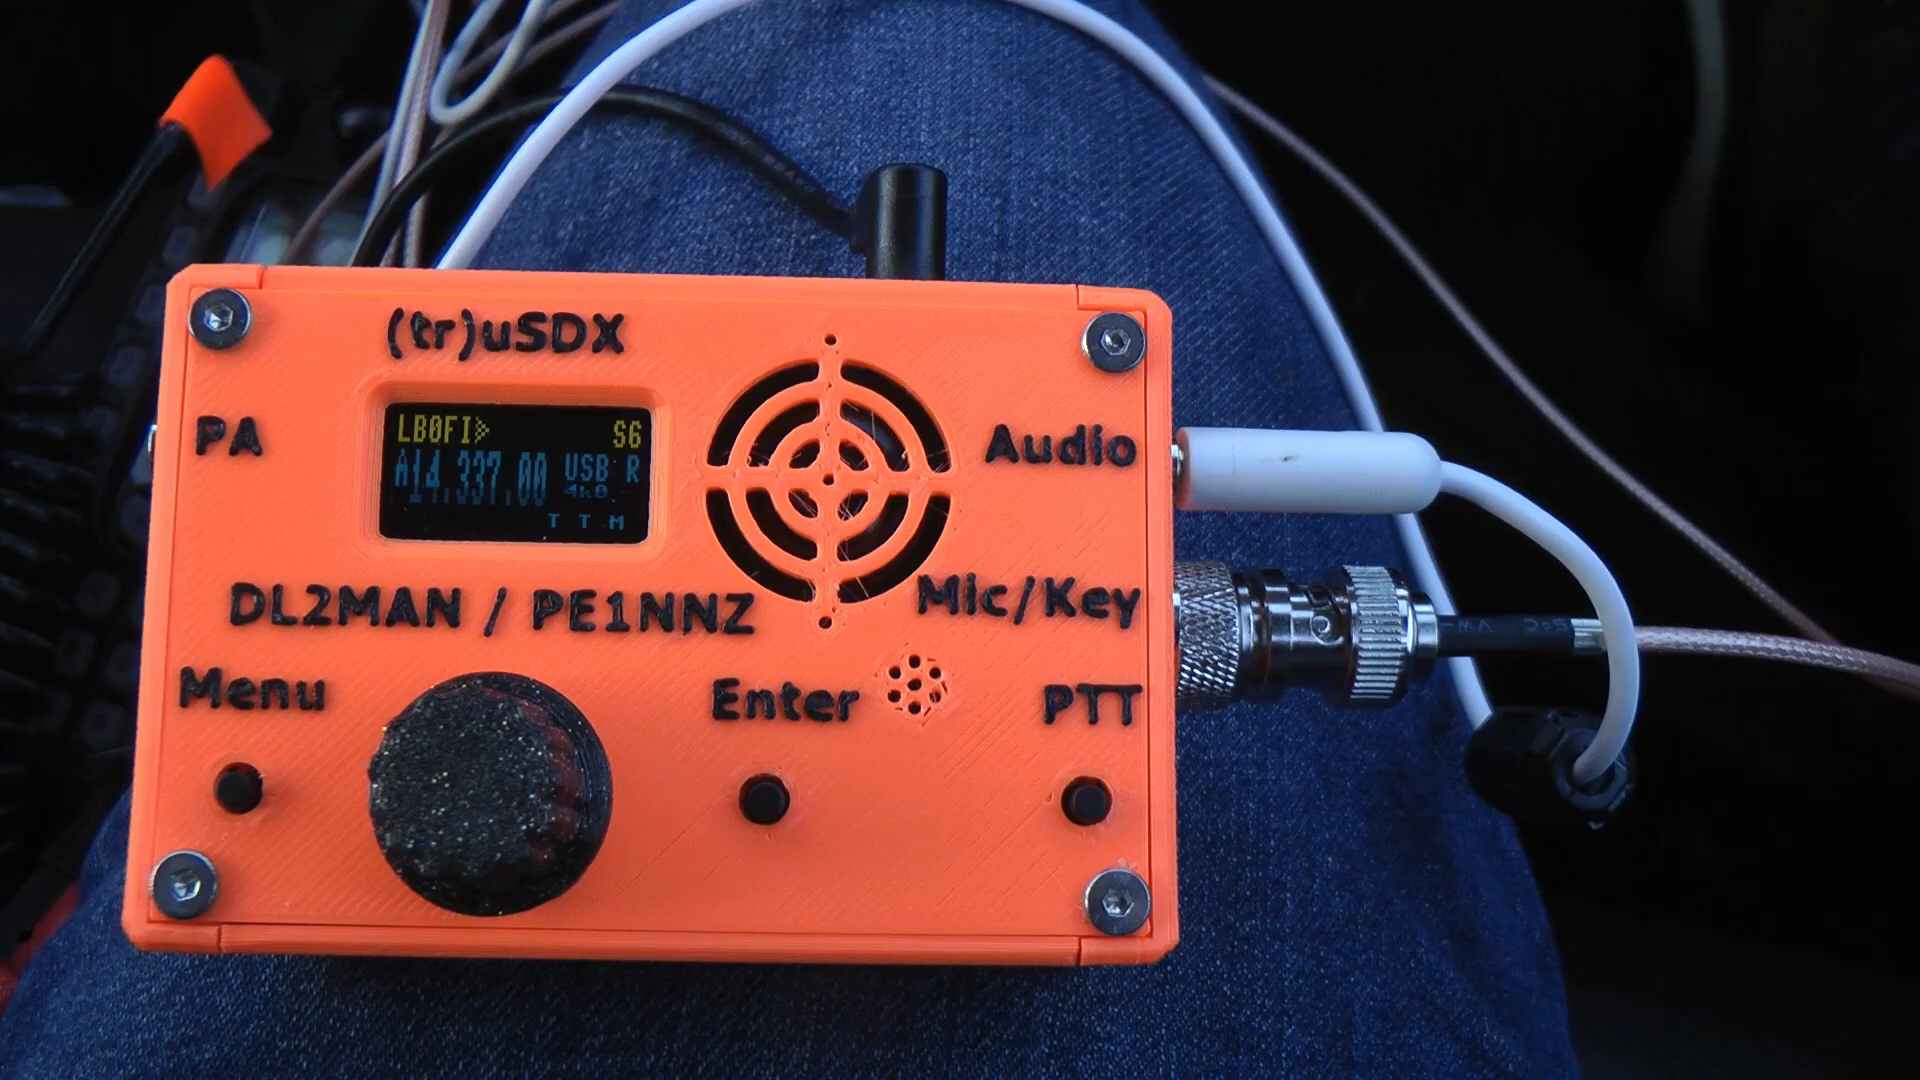 (tr)uSDX
LB0FI> S6
A14.337.00 USB R
4k0
T T M
PA
Audio
DL2MAN / PE1NNZ
Mic/Key
Menu
Enter
PTT